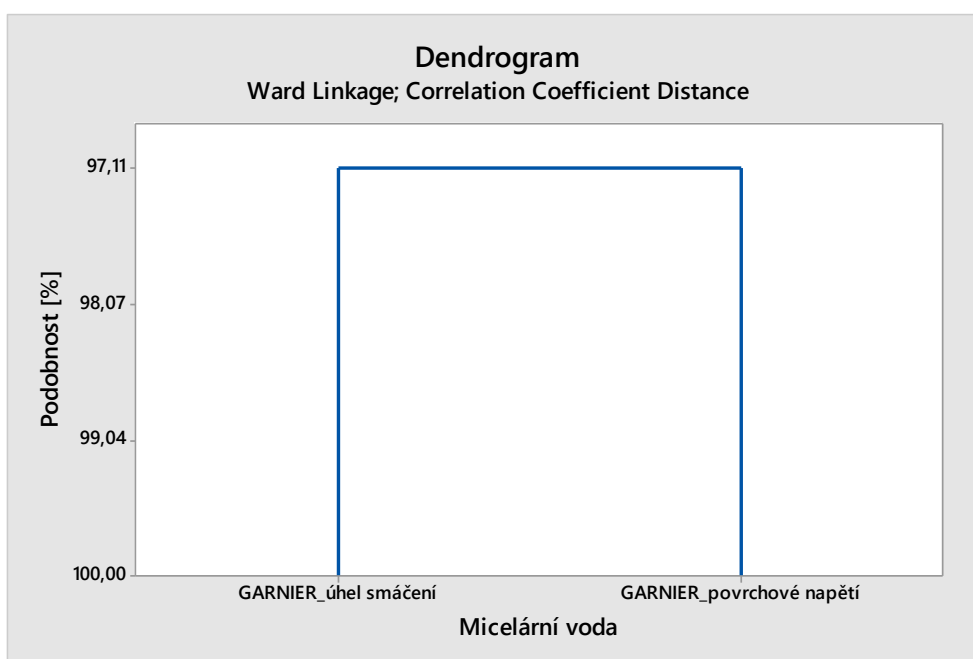 Dendrogram
Ward Linkage; Correlation Coefficient Distance
Podobnost [%]
97,11
98,07
99,04
100,00
GARNIER_úhel smáčení GARNIER_povrchové napětí
Micelární voda